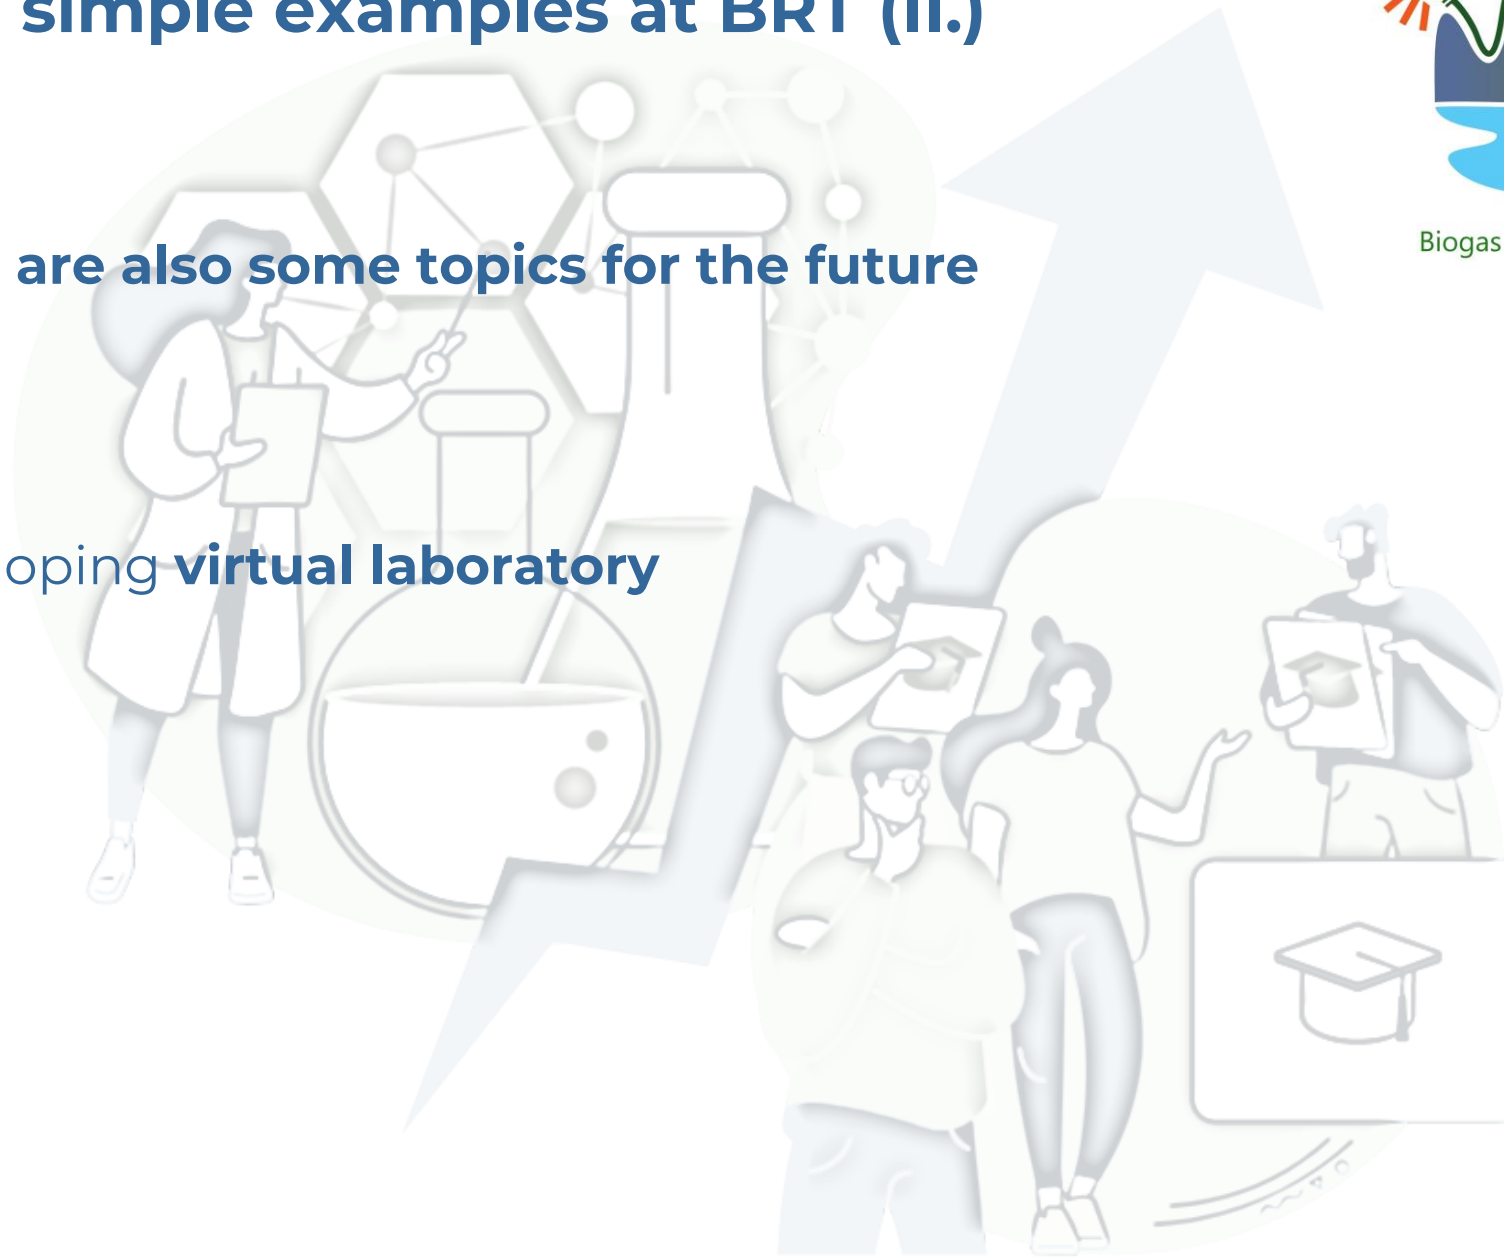 simple examples at BRT (II.)
Biogas
are also some topics for the future
oping virtual laboratory